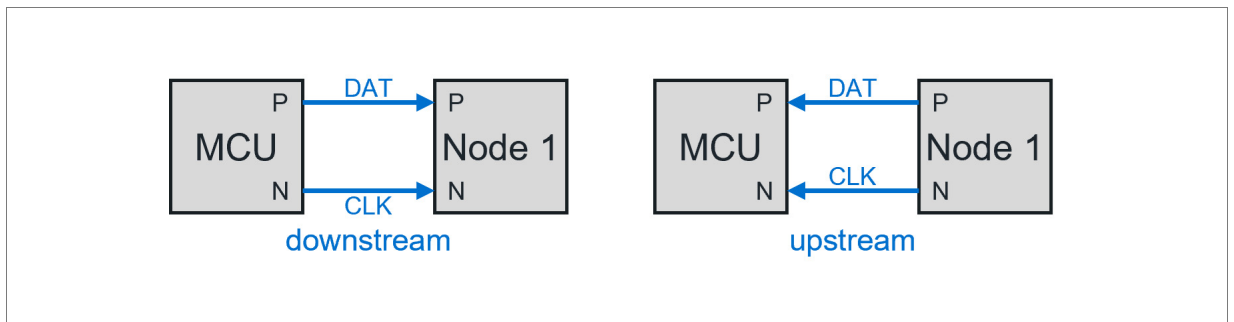 DAT
P P
MCU Node 1
N N
CLK
downstream
DAT
P P
MCU Node 1
CLK
N N
upstream